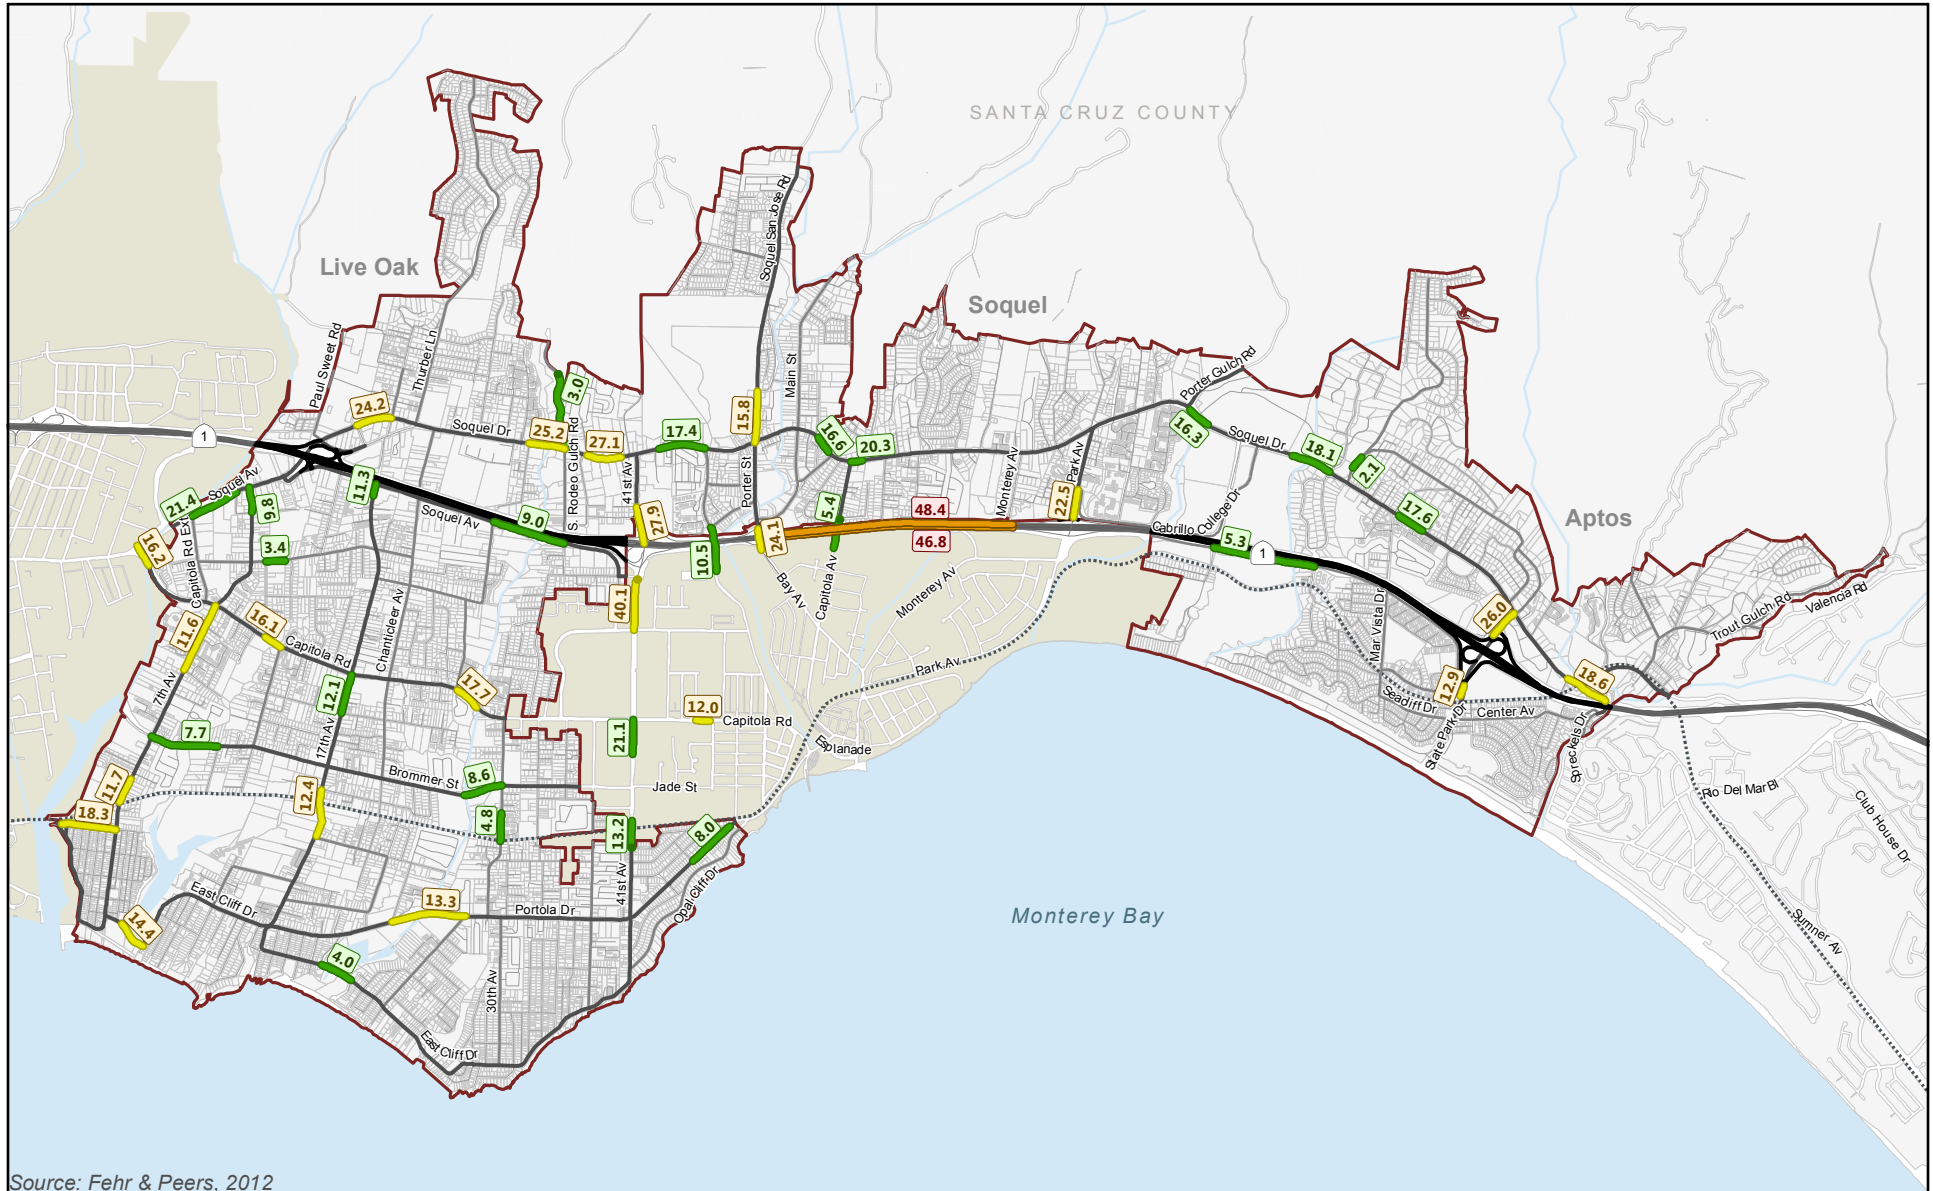 SANTA CRUZ COUNTY
Live Oak
Soquel
Aptos
Monterey Bay
Soquel San Jose Rd
Main St
Paul Sweet Rd
Thurber Ln
Porter Gulch Rd
3.0
24.2
Soquel Dr
25.2
S. Rodeo Gulch Rd
27.1
17.4
15.8
16.6
20.3
16.3
Soquel Dr
18.1
2.1
17.6
1
Soquel Av
21.4
9.8
11.3
Soquel Av
9.0
41st Av
27.9
Porter St
24.1
5.4
48.4
46.8
Monterey Av
22.5
Park Av
Cabrillo College Dr
5.3
1
16.2
Capitola Rd Ext
3.4
10.5
40.1
Bay Av
Capitola Av
Monterey Av
Park Av
Mar Vista Dr
26.0
Trout Gulch Rd
Valencia Rd
11.6
16.1
Capitola Rd
Chanticleer Av
17.7
12.1
7th Av
17th Av
7.7
21.1
12.0
Capitola Rd
Esplanade
12.9
State Park Dr
Seacliff Dr
Center Av
18.6
Spreckels Dr
Rio Del Mar Bl
Club House Dr
Sumner Av
11.7
18.3
12.4
Brommer St
8.6
4.8
Jade St
13.2
8.0
41st Av
Opal Cliff Dr
14.4
East Cliff Dr
13.3
Portola Dr
4.0
30th Av
East Cliff Dr
Source: Fehr & Peers, 2012